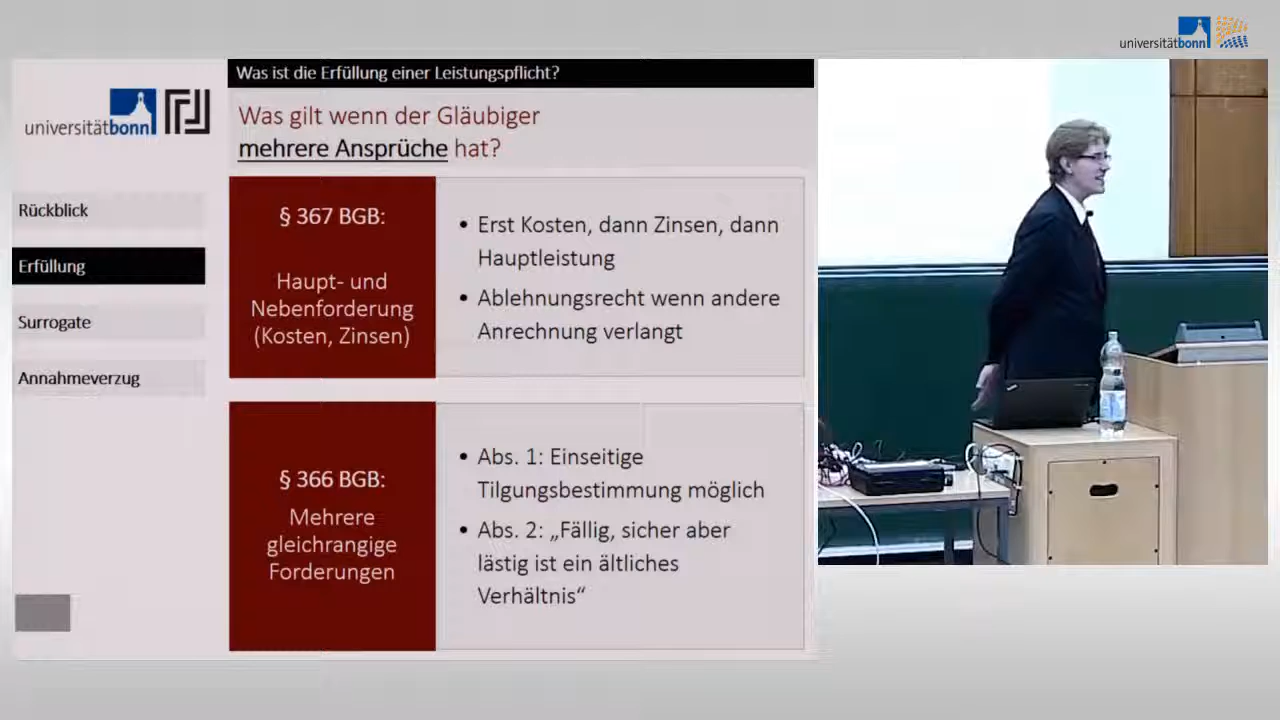 universitätbonn
Was ist die Erfüllung einer Leistungspflicht?
universitätbonn
Was gilt wenn der Gläubiger
mehrere Ansprüche hat?
Rückblick
Erfüllung
Surrogate
Annahmeverzug
§ 367 BGB:
Haupt- und
Nebenforderung
(Kosten, Zinsen)
• Erst Kosten, dann Zinsen, dann
Hauptleistung
• Ablehnungsrecht wenn andere
Anrechnung verlangt
§ 366 BGB:
Mehrere
gleichrangige
Forderungen
• Abs. 1: Einseitige
Tilgungsbestimmung möglich
• Abs. 2: „Fällig, sicher aber
lästig ist ein ältliches
Verhältnis“